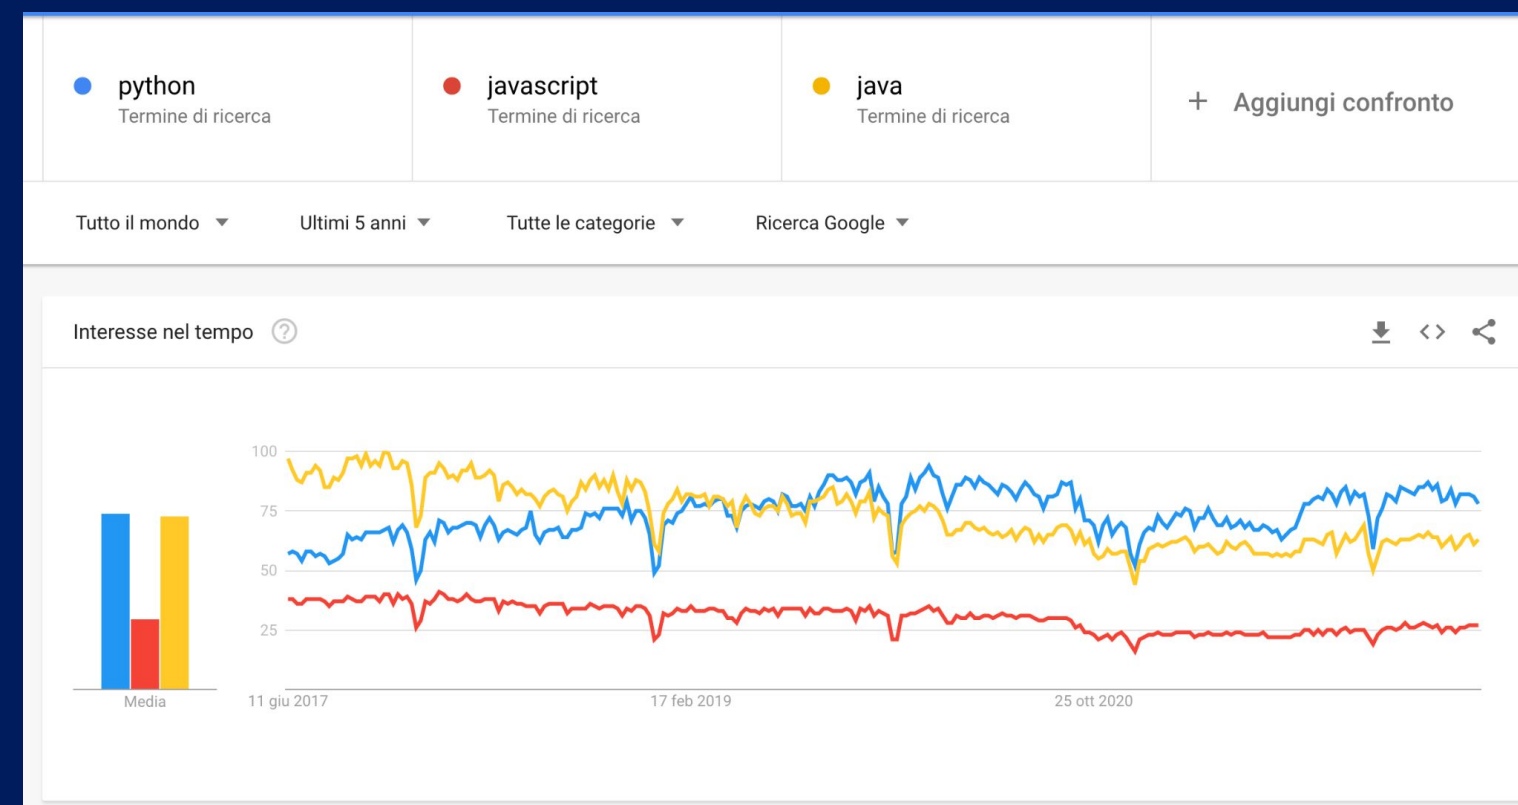 python
Termine di ricerca
javascript
Termine di ricerca
java
Termine di ricerca
+ Aggiungi confronto
Tutto il mondo
Ultimi 5 anni
Tutte le categorie
Ricerca Google
Interesse nel tempo ?
<>
100
75
50
25
Media
11 giu 2017
17 feb 2019
25 ott 2020